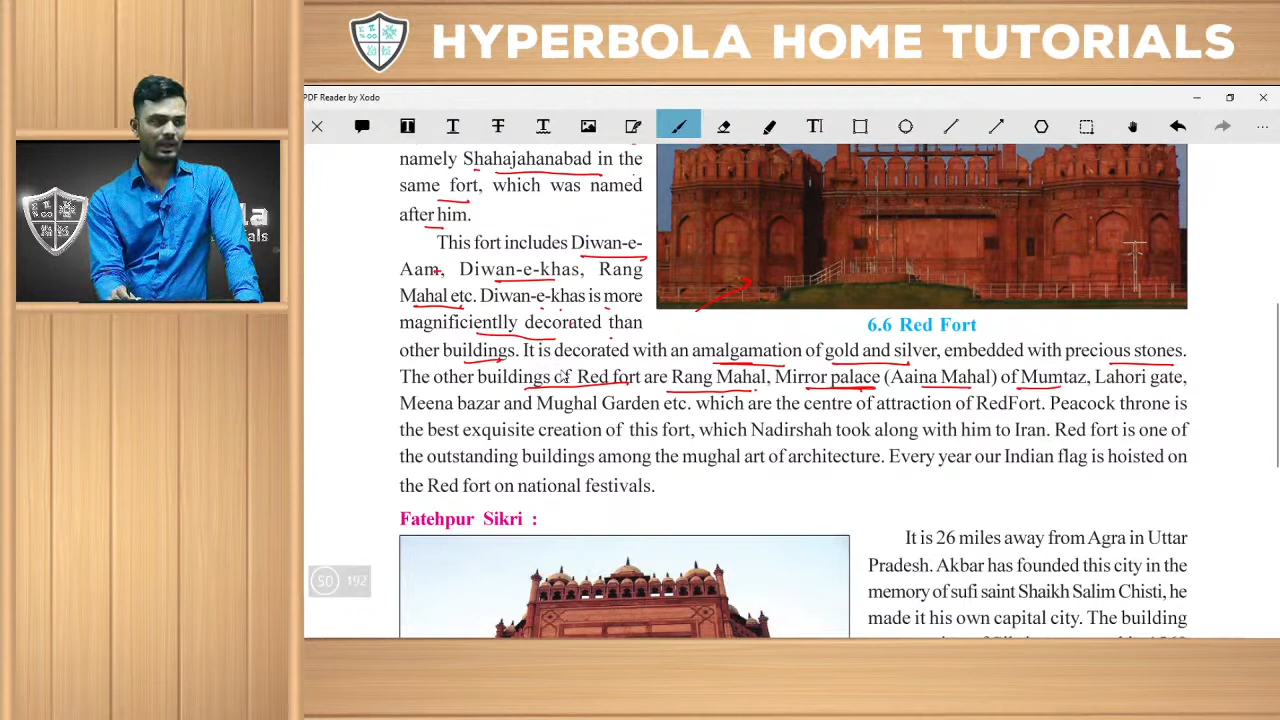 HYPERBOLA HOME TUTORIALS
PDF Reader by Xodo
namely Shahajahanabad in the
same fort, which was named
after him.
This fort includes Diwan-e-
Aam, Diwan-e-khas, Rang
Mahal etc. Diwan-e-khas is more
magnificientlly decorated than
other buildings. It is decorated with an amalgamation of gold and silver, embedded with precious stones.
The other buildings of Red fort are Rang Mahal, Mirror palace (Aaina Mahal) of Mumtaz, Lahori gate,
Meena bazar and Mughal Garden etc. which are the centre of attraction of RedFort. Peacock throne is
the best exquisite creation of this fort, which Nadirshah took along with him to Iran. Red fort is one of
the outstanding buildings among the mughal art of architecture. Every year our Indian flag is hoisted on
the Red fort on national festivals.
6.6 Red Fort
Fatehpur Sikri :
It is 26 miles away from Agra in Uttar
Pradesh. Akbar has founded this city in the
memory of sufi saint Shaikh Salim Chisti, he
made it his own capital city. The building
50 192